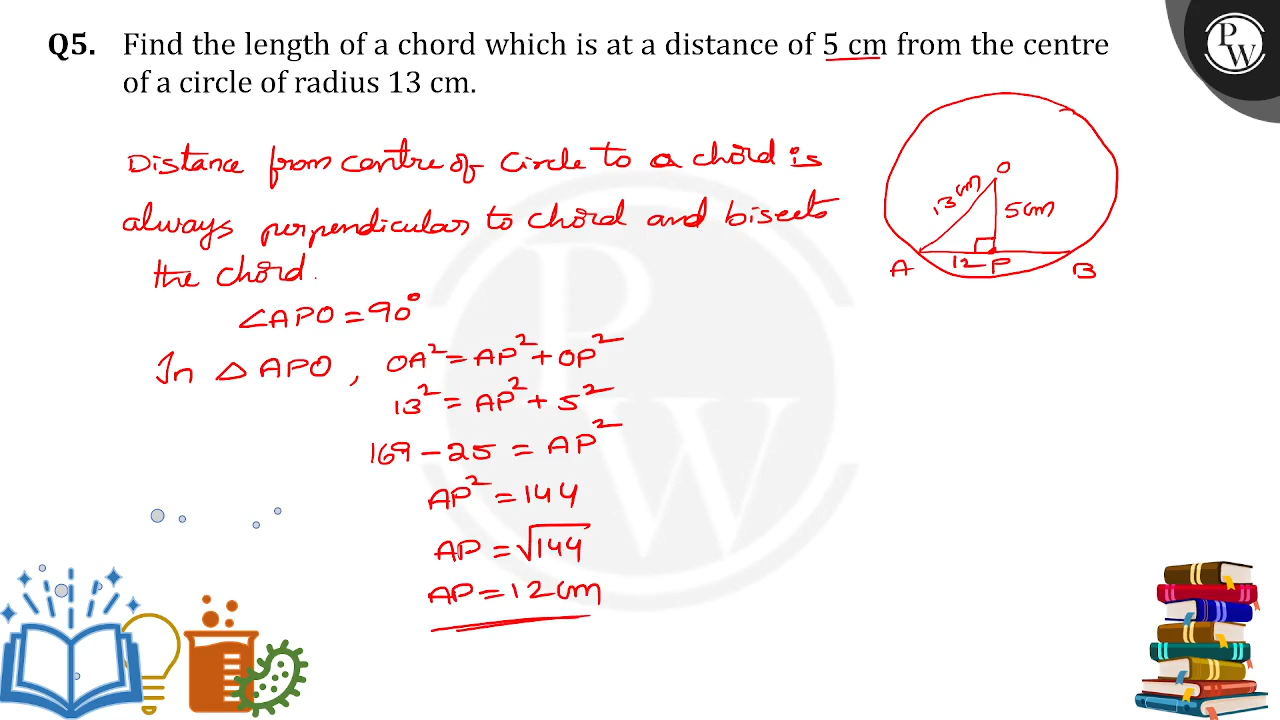 Q5. Find the length of a chord which is at a distance of 5 cm from the centre
of a circle of radius 13 cm.
Distance from centre of circle to a chord is
always perpendicular to chord and bisects
the chord.
∠APO = 90°
In △ APO, OA² = AP² + OP²
13² = AP² + 5²
169 - 25 = AP²
AP² = 144
AP = √144
AP = 12 cm
O
13 cm
5 cm
A 12 P B
PW
PW